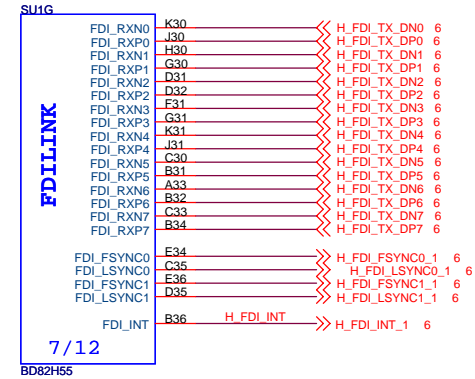 SU1G
FDI_RXN0 K30 H_FDI_TX_DN0 6
FDI_RXP0 J30 H_FDI_TX_DP0 6
FDI_RXN1 H30 H_FDI_TX_DN1 6
FDI_RXP1 G30 H_FDI_TX_DP1 6
FDI_RXN2 D31 H_FDI_TX_DN2 6
FDI_RXP2 D32 H_FDI_TX_DP2 6
FDI_RXN3 F31 H_FDI_TX_DN3 6
FDI_RXP3 G31 H_FDI_TX_DP3 6
FDI_RXN4 K31 H_FDI_TX_DN4 6
FDI_RXP4 J31 H_FDI_TX_DP4 6
FDI_RXN5 C30 H_FDI_TX_DN5 6
FDI_RXP5 B31 H_FDI_TX_DP5 6
FDI_RXN6 A33 H_FDI_TX_DN6 6
FDI_RXP6 B32 H_FDI_TX_DP6 6
FDI_RXN7 C33 H_FDI_TX_DN7 6
FDI_RXP7 B34 H_FDI_TX_DP7 6
FDILINK
FDI_FSYNC0 E34 H_FDI_FSYNC0_1 6
FDI_LSYNC0 C35 H_FDI_LSYNC0_1 6
FDI_FSYNC1 E36 H_FDI_FSYNC1_1 6
FDI_LSYNC1 D35 H_FDI_LSYNC1_1 6
FDI_INT B36 H_FDI_INT H_FDI_INT_1 6
7/12
BD82H55